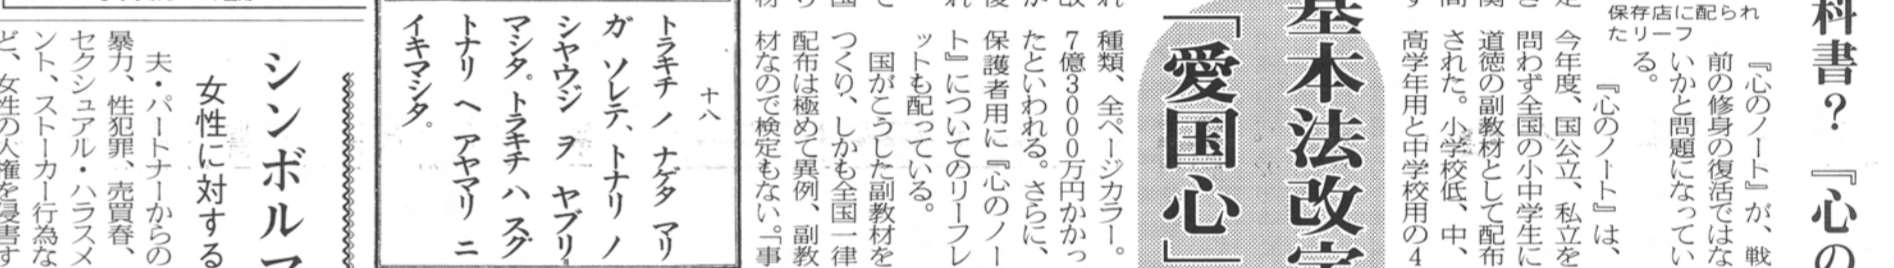 科書？『心の
保存店に配られ
たリーフ
『心のノート』が、戦
前の修身の復活ではな
いかと問題になってい
る。
『心のノート』は、
今年度、国公立、私立を
問わず全国の小中学生に
道徳の副教材として配布
された。小学校低、中、
高学年用と中学校用の4
基本法改定
「愛国心」
種類、全ページカラー。
7億3000万円かかっ
たといわれる。さらに、
保護者用に『心のノー
ト』についてのリーフレ
ットも配っている。
国がこうした副教材を
つくり、しかも全国一律
配布は極めて異例、副教
材なので検定もない。「事
十八
トラキチ ノ ナゲタ マリ
ガ ソレテ、トナリ ノ
シヤウジ ヲ ヤブリ
マシタ。トラキチ ハ スグ
トナリ ヘ アヤマリ ニ
イキマシタ。
シンボルマ
女性に対する
夫・パートナーからの
暴力、性犯罪、売買春、
セクシュアル・ハラスメ
ント、ストーカー行為な
ど、女性の人権を侵害す